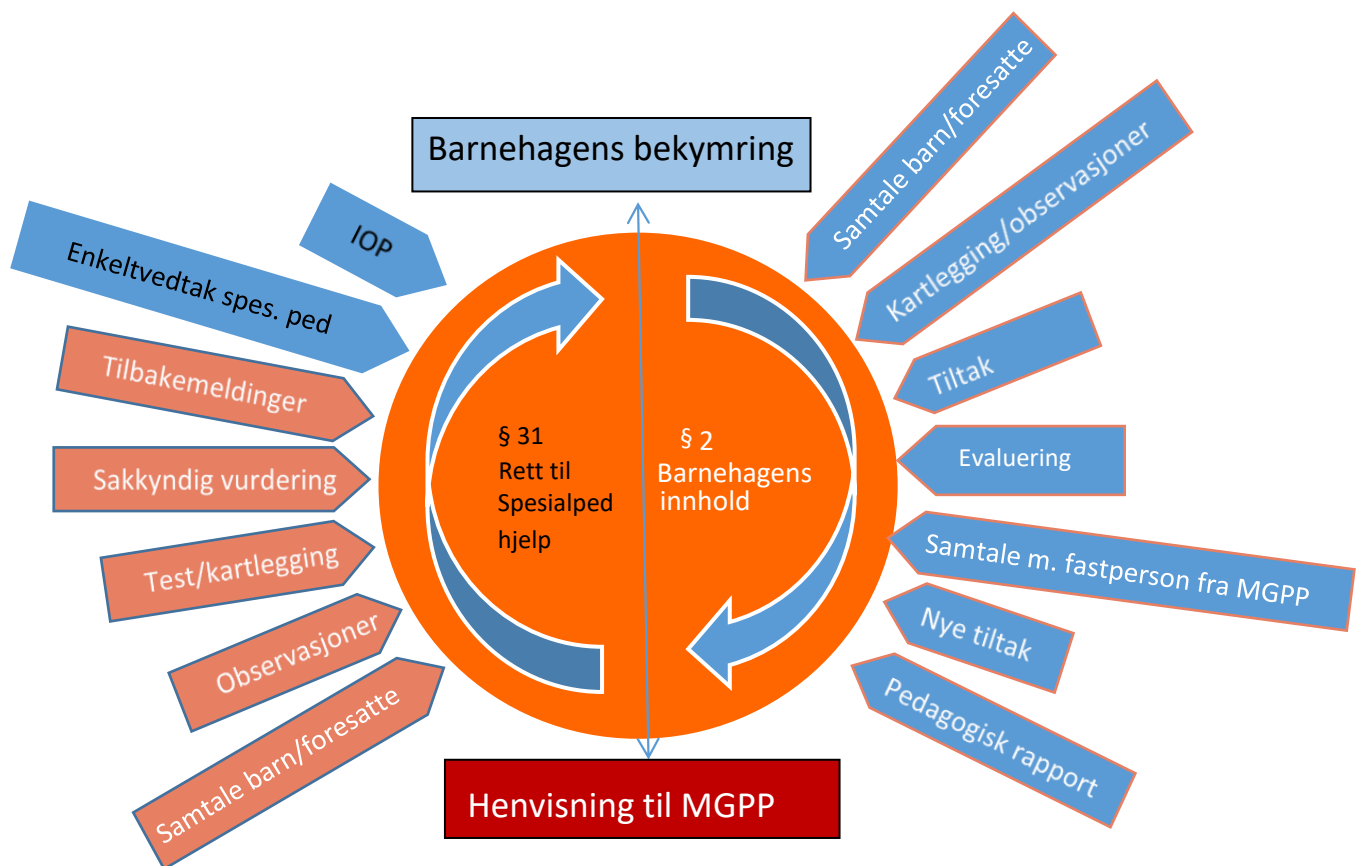 Barnehagens bekymring
Samtale barn/foresatte
Kartlegging/observasjoner
Tiltak
Evaluering
Samtale m. fastperson fra MGPP
Nye tiltak
Pedagogisk rapport
§ 2
Barnehagens
innhold
Henvisning til MGPP
Samtale barn/foresatte
Observasjoner
Test/kartlegging
Sakkyndig vurdering
Tilbakemeldinger
Enkeltvedtak spes. ped
IOP
§ 31
Rett til
Spesialped
hjelp